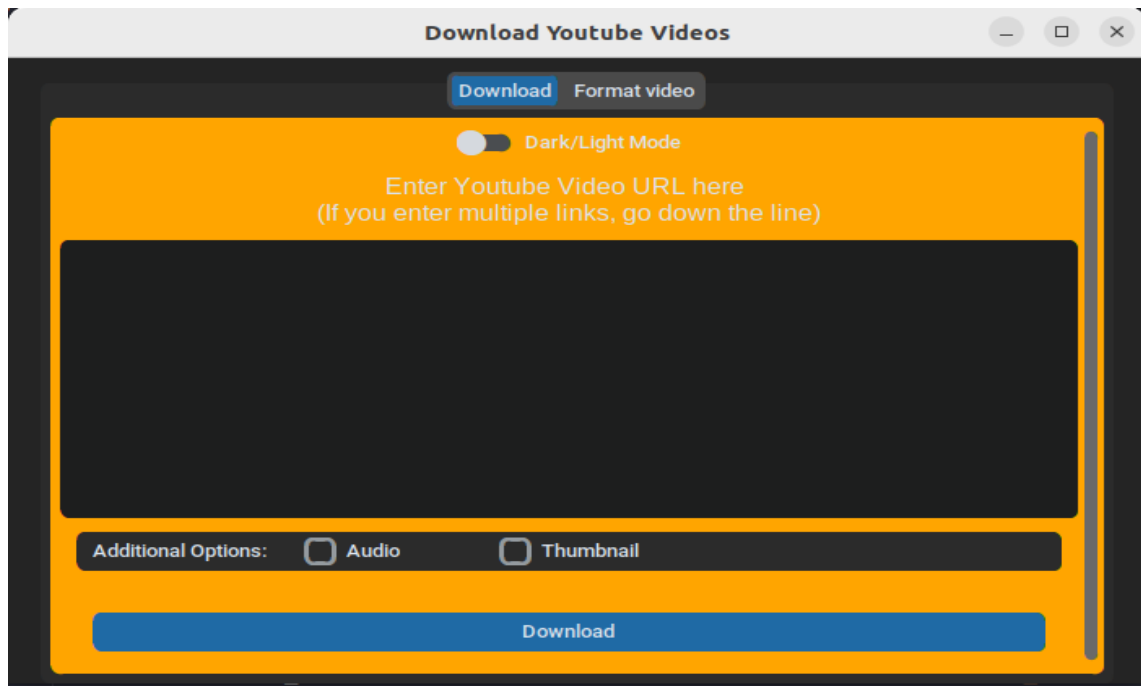 Download Youtube Videos
Download Format video
Dark/Light Mode
Enter Youtube Video URL here
(If you enter multiple links, go down the line)
Additional Options: Audio Thumbnail
Download